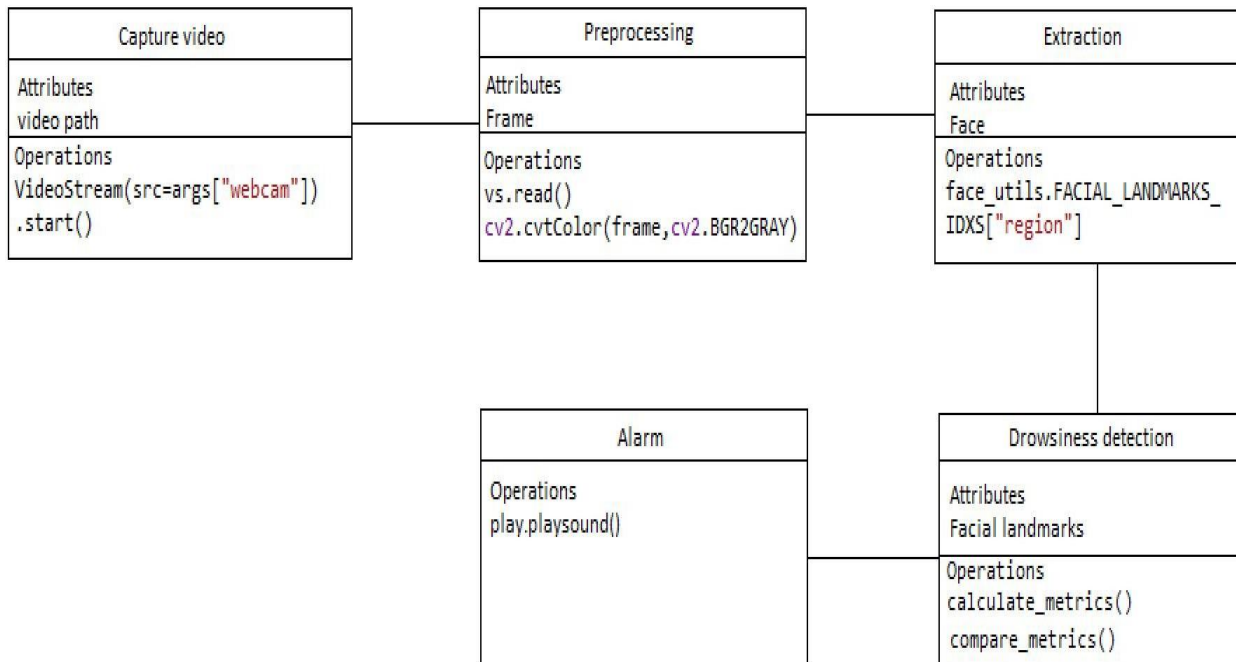 Capture video
Attributes
video path
Operations
VideoStream(src=args["webcam"])
.start()
Preprocessing
Attributes
Frame
Operations
vs.read()
cv2.cvtColor(frame,cv2.BGR2GRAY)
Extraction
Attributes
Face
Operations
face_utils.FACIAL_LANDMARKS_
IDXS["region"]
Alarm
Operations
play.playsound()
Drowsiness detection
Attributes
Facial landmarks
Operations
calculate_metrics()
compare_metrics()